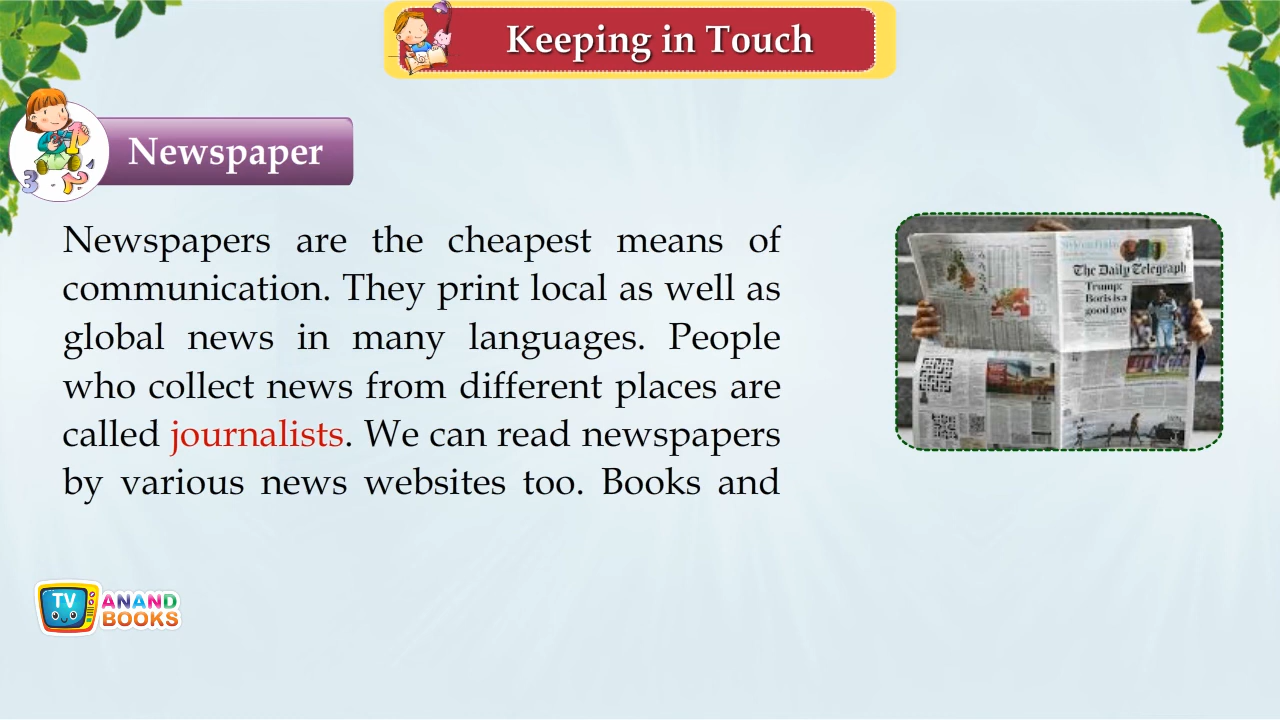 Keeping in Touch
Newspaper
Newspapers are the cheapest means of
communication. They print local as well as
global news in many languages. People
who collect news from different places are
called journalists. We can read newspapers
by various news websites too. Books and
The Daily Telegraph
Trump:
Boris is a
good guy
TV
ANAND
BOOKS